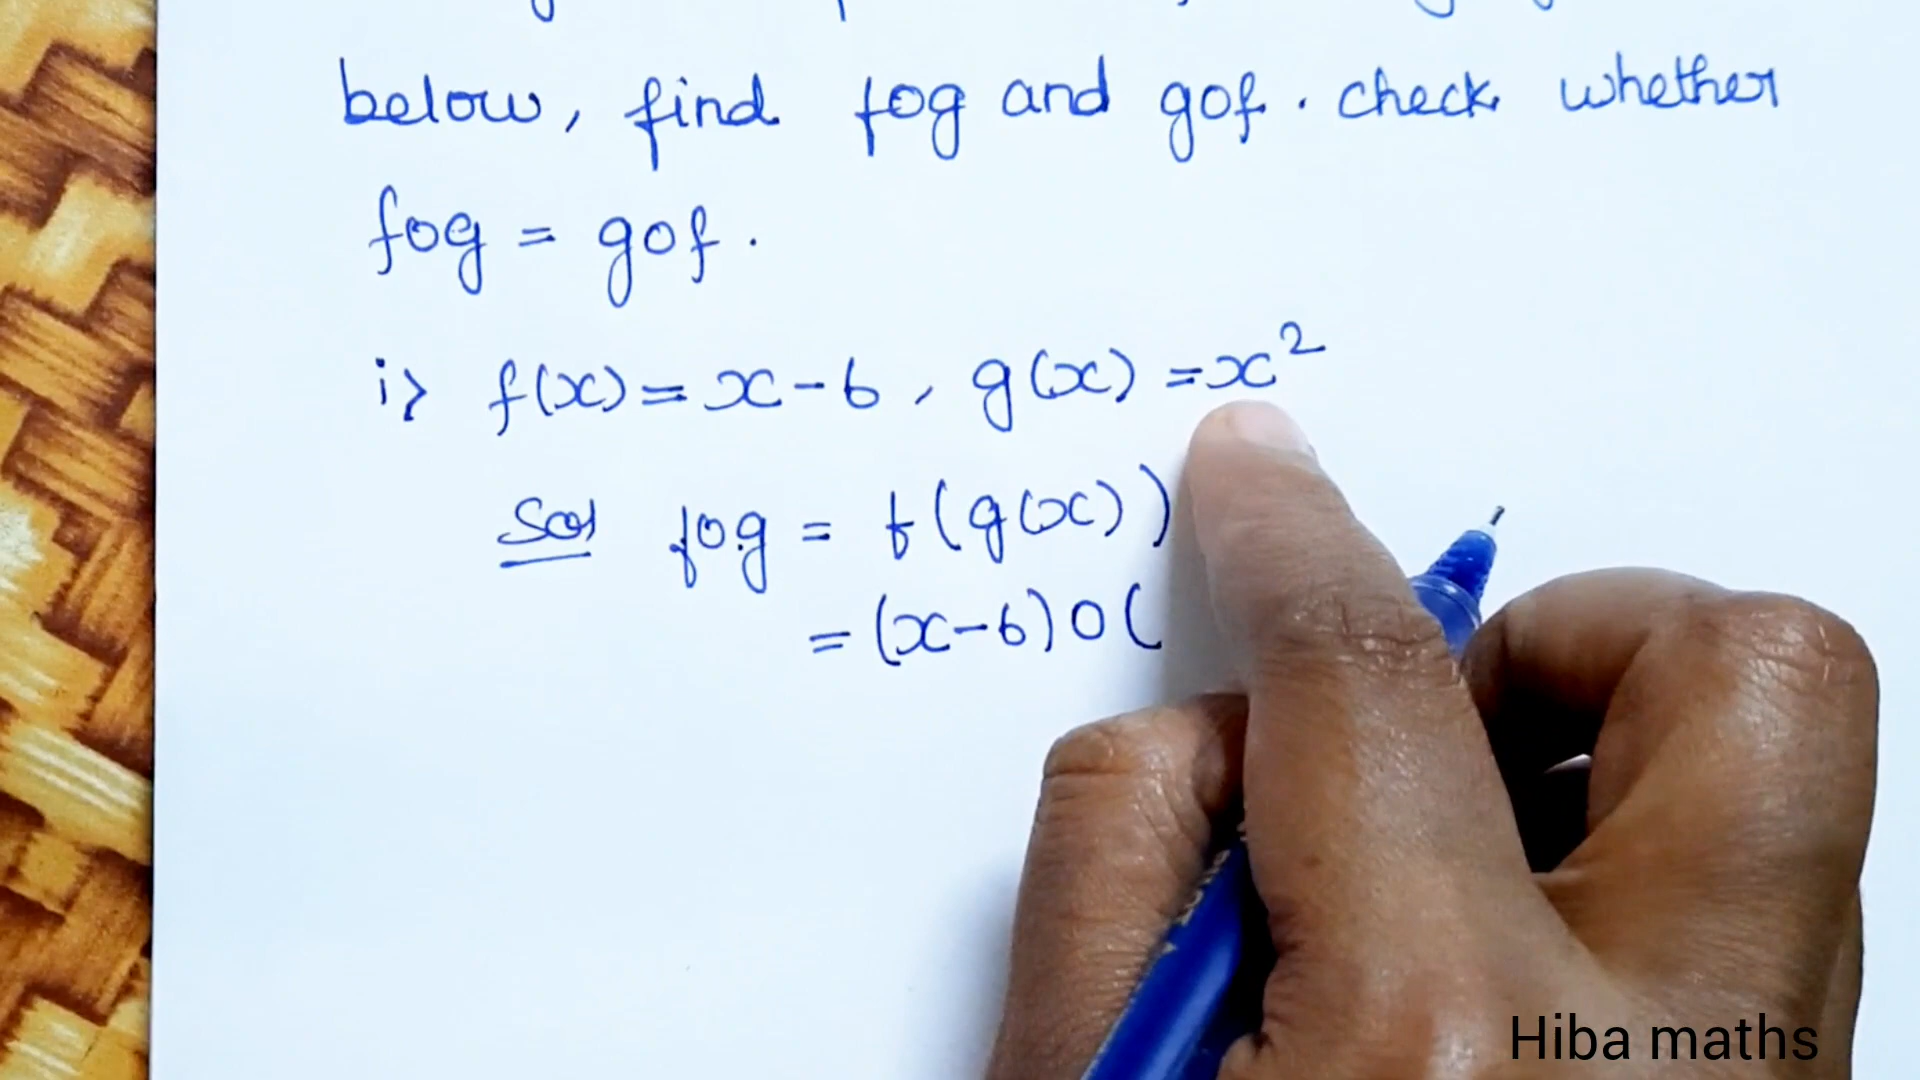 below, find fog and gof. check whether
fog = gof.
i> f(x) = x - 6, g(x) = x²
Sol fog = f(g(x))
= (x-6) o (
Hiba maths